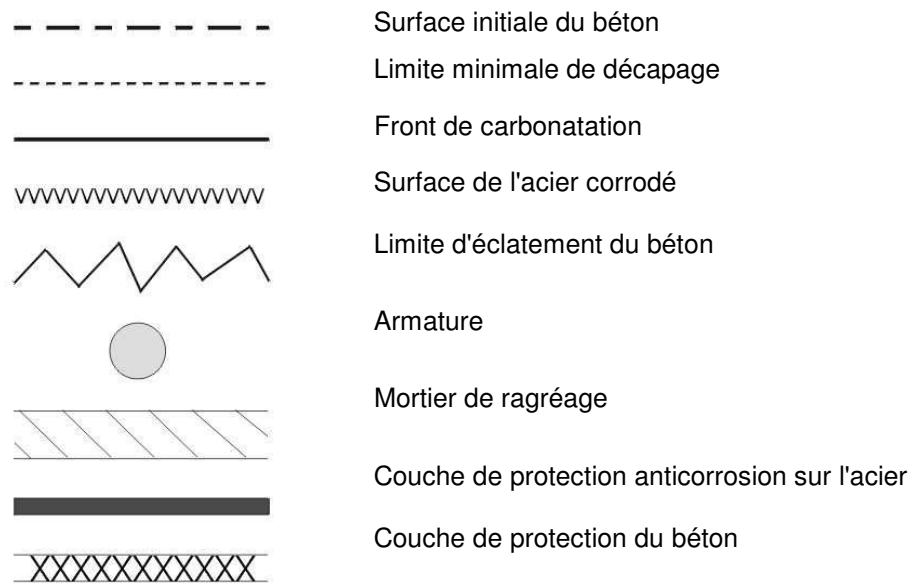 Surface initiale du béton
Limite minimale de décapage
Front de carbonatation
Surface de l'acier corrodé
Limite d'éclatement du béton
Armature
Mortier de ragréage
Couche de protection anticorrosion sur l'acier
Couche de protection du béton